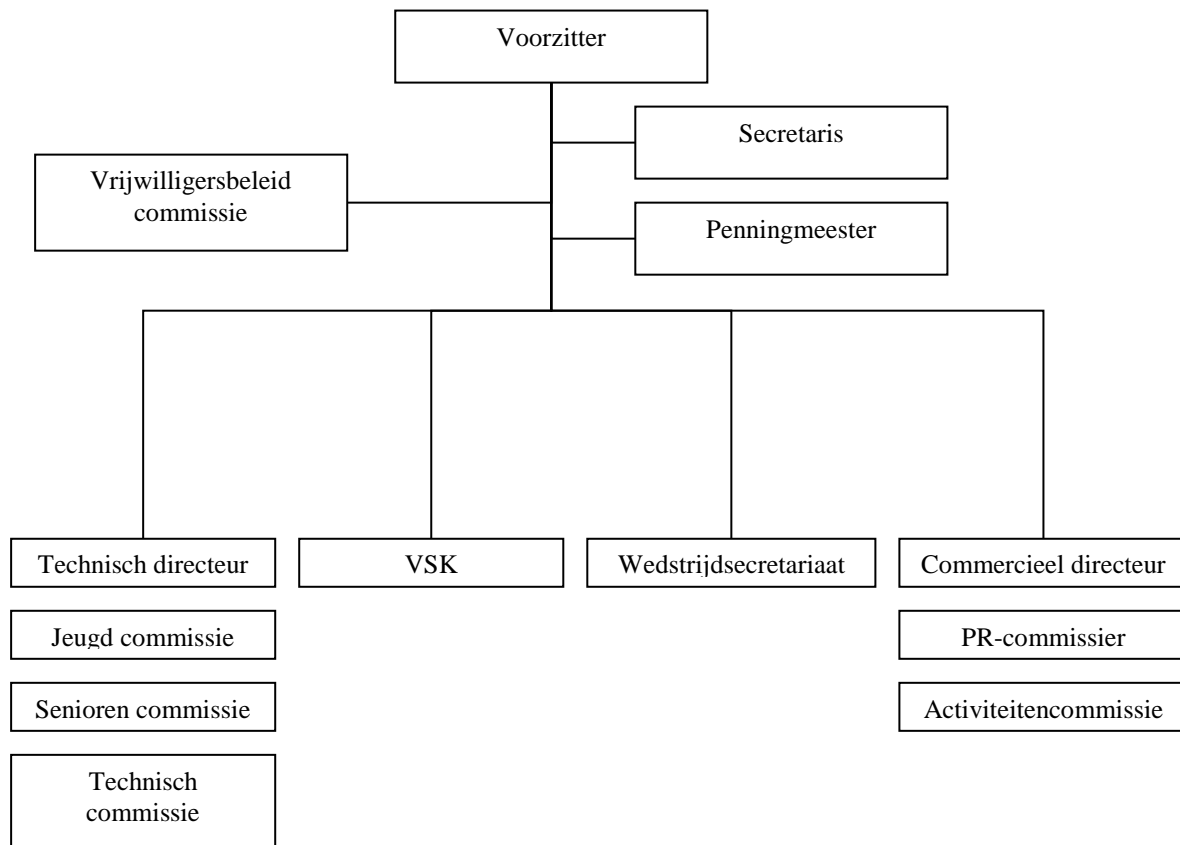 Voorzitter
Secretaris
Vrijwilligersbeleid
commissie
Penningmeester
Technisch directeur
VSK
Wedstrijdsecretariaat
Commercieel directeur
Jeugd commissie
PR-commissier
Senioren commissie
Activiteitencommissie
Technisch
commissie